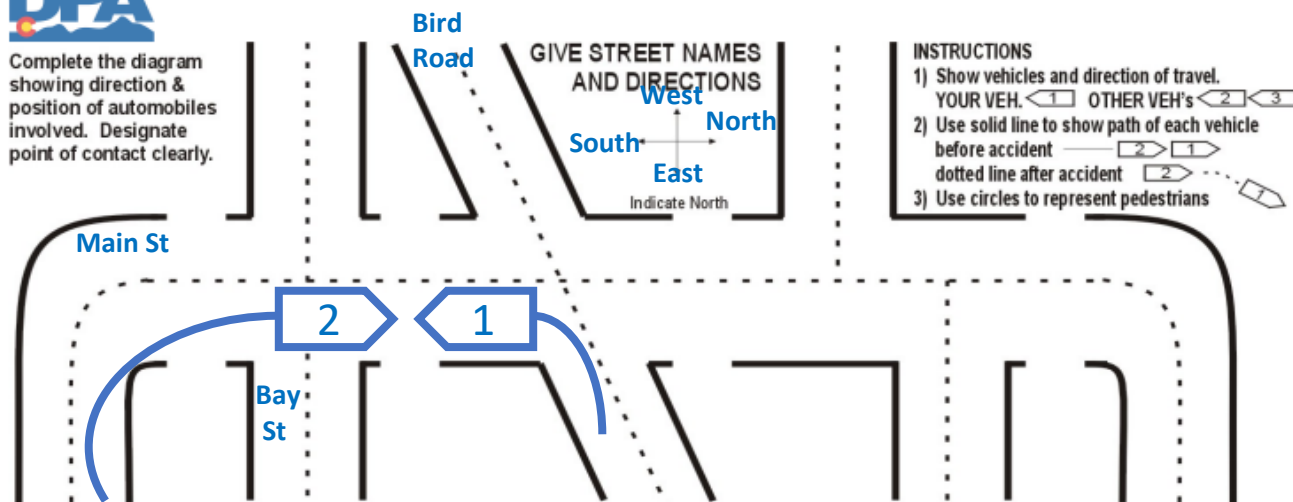 DPA
Complete the diagram
showing direction &
position of automobiles
involved. Designate
point of contact clearly.
Bird
Road
GIVE STREET NAMES
AND DIRECTIONS
West
South
North
East
Indicate North
INSTRUCTIONS
1) Show vehicles and direction of travel.
YOUR VEH. 1 OTHER VEH's 2 3
2) Use solid line to show path of each vehicle
before accident 2 1
dotted line after accident 2 1
3) Use circles to represent pedestrians
Main St
2 1
Bay
St